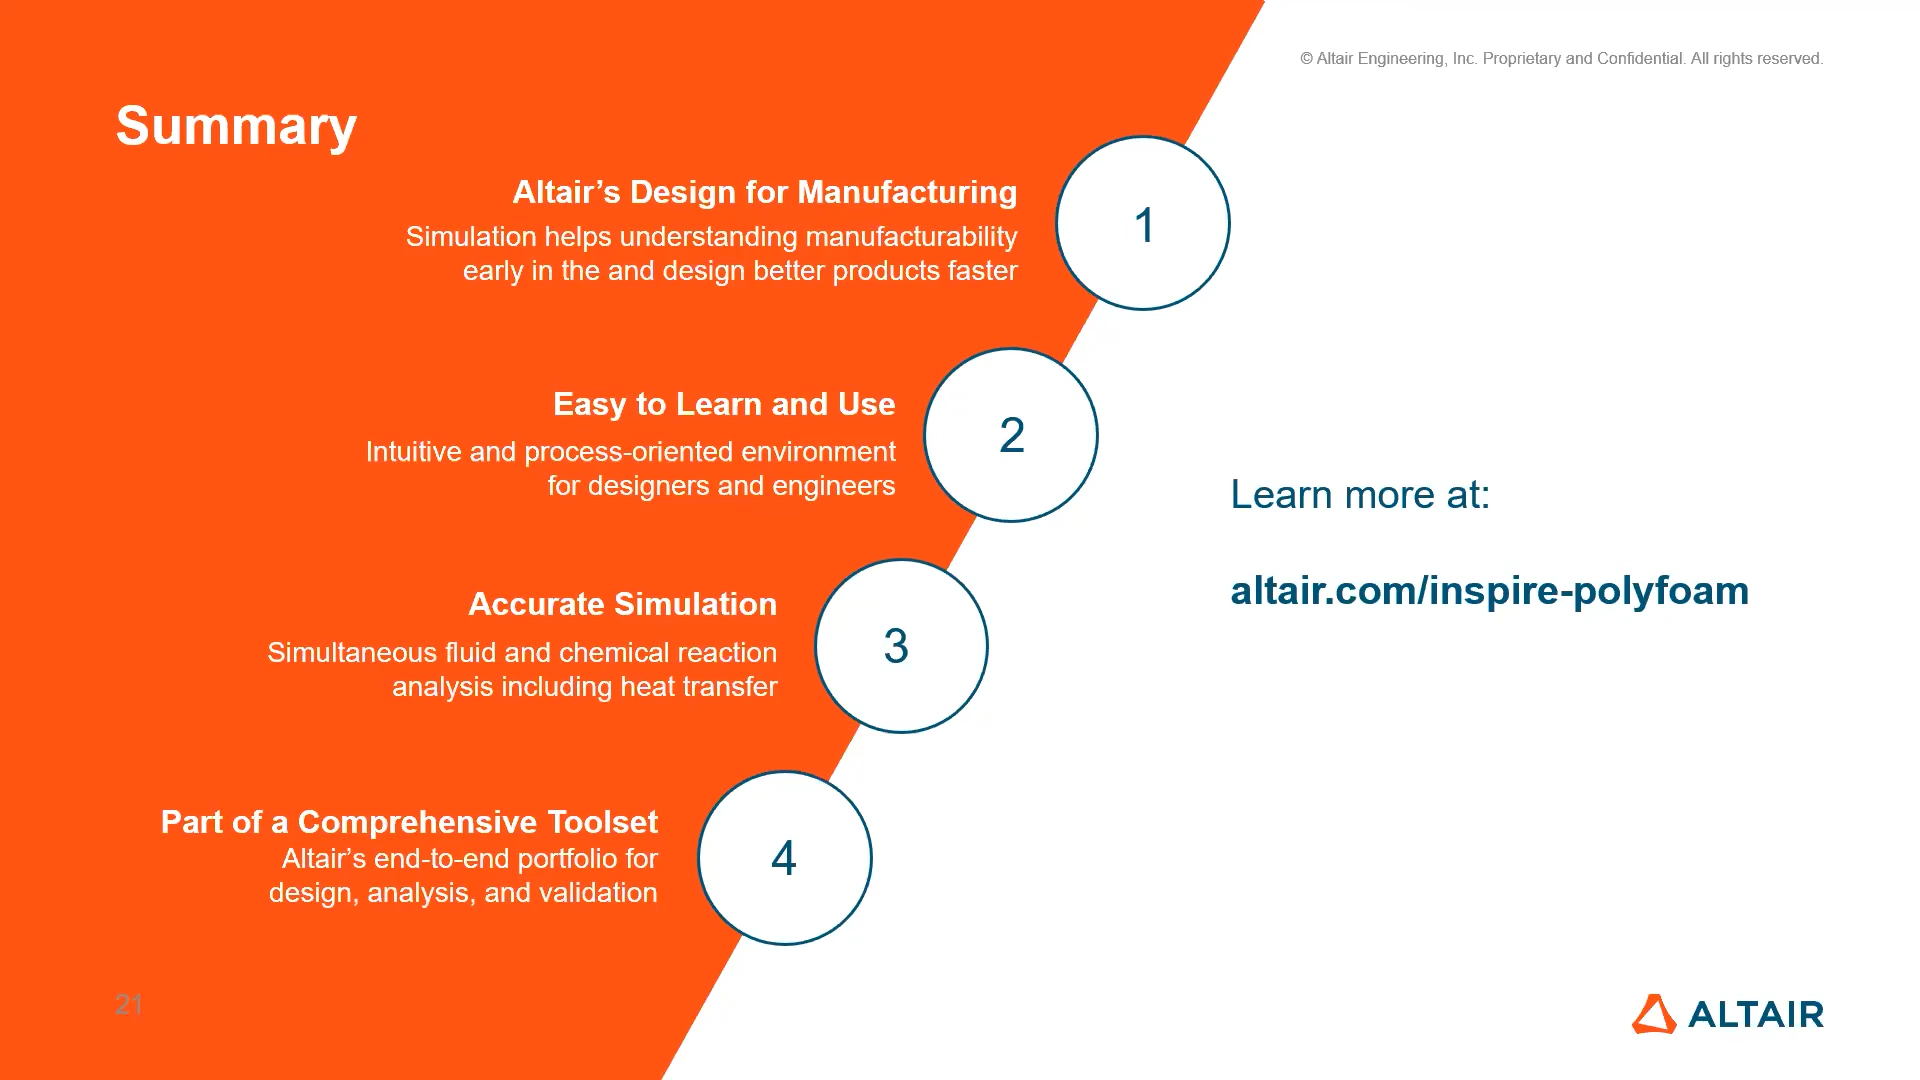 © Altair Engineering, Inc. Proprietary and Confidential. All rights reserved.
Summary
Altair’s Design for Manufacturing
Simulation helps understanding manufacturability
early in the and design better products faster
1
Easy to Learn and Use
Intuitive and process-oriented environment
for designers and engineers
2
Accurate Simulation
Simultaneous fluid and chemical reaction
analysis including heat transfer
3
Part of a Comprehensive Toolset
Altair’s end-to-end portfolio for
design, analysis, and validation
4
Learn more at:
altair.com/inspire-polyfoam
21
ALTAIR